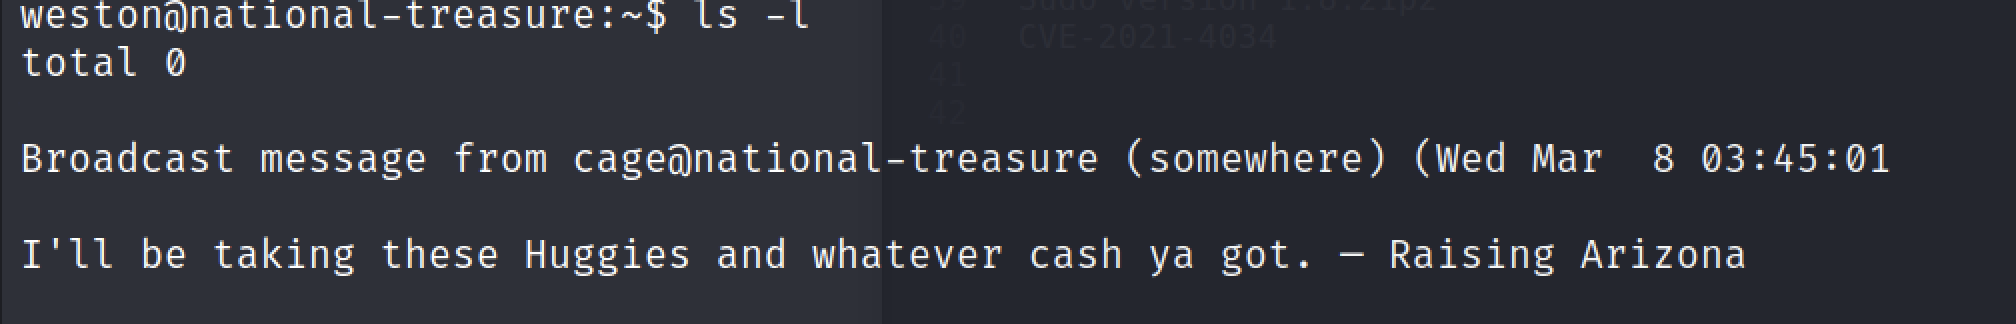 weston@national-treasure:~$ ls -l
total 0
39 Sudo version 1.8.21p2
40 CVE-2021-4034
41
42
Broadcast message from cage@national-treasure (somewhere) (Wed Mar  8 03:45:01
I'll be taking these Huggies and whatever cash ya got. — Raising Arizona